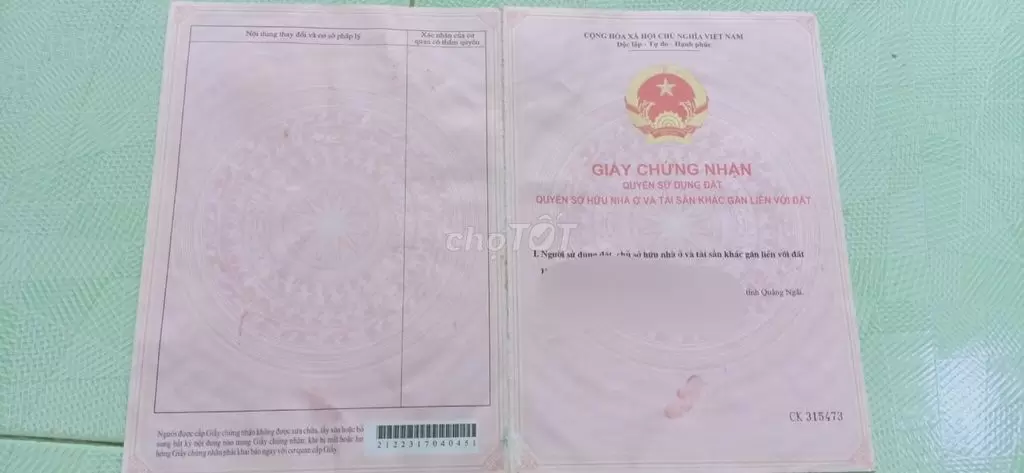 Nội dung thay đổi và cơ sở pháp lý
Xác nhận của cơ
quan có thẩm quyền
Người được cấp Giấy chứng nhận không được sửa chữa, tẩy xóa hoặc bổ
sung bất kỳ nội dung nào trong Giấy chứng nhận; khi bị mất hoặc hư
hỏng Giấy chứng nhận phải khai báo ngay với cơ quan cấp Giấy.
2122317040451
CỘNG HÒA XÃ HỘI CHỦ NGHĨA VIỆT NAM
Độc lập - Tự do - Hạnh phúc
GIẤY CHỨNG NHẬN
QUYỀN SỬ DỤNG ĐẤT
QUYỀN SỞ HỮU NHÀ Ở VÀ TÀI SẢN KHÁC GẮN LIỀN VỚI ĐẤT
choTỐT
I. Người sử dụng đất, chủ sở hữu nhà ở và tài sản khác gắn liền với đất
tỉnh Quảng Ngãi.
CK 315473